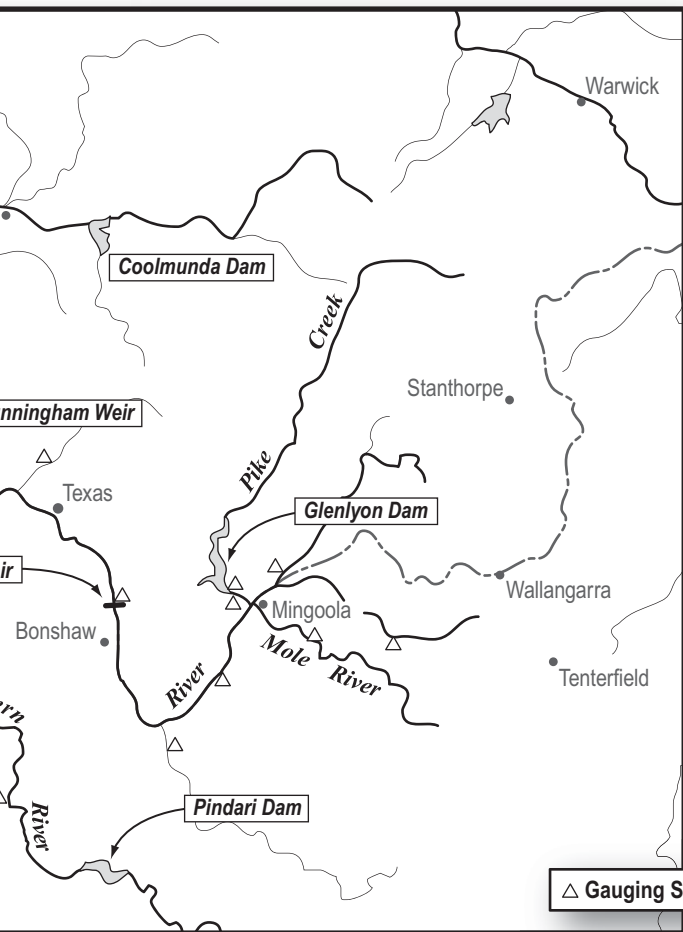 Warwick
Coolmunda Dam
Creek
Stanthorpe
nningham Weir
Pike
Texas
Glenlyon Dam
ir
Wallangarra
Mingoola
Bonshaw
Mole River
River
Tenterfield
ern
River
Pindari Dam
Gauging S